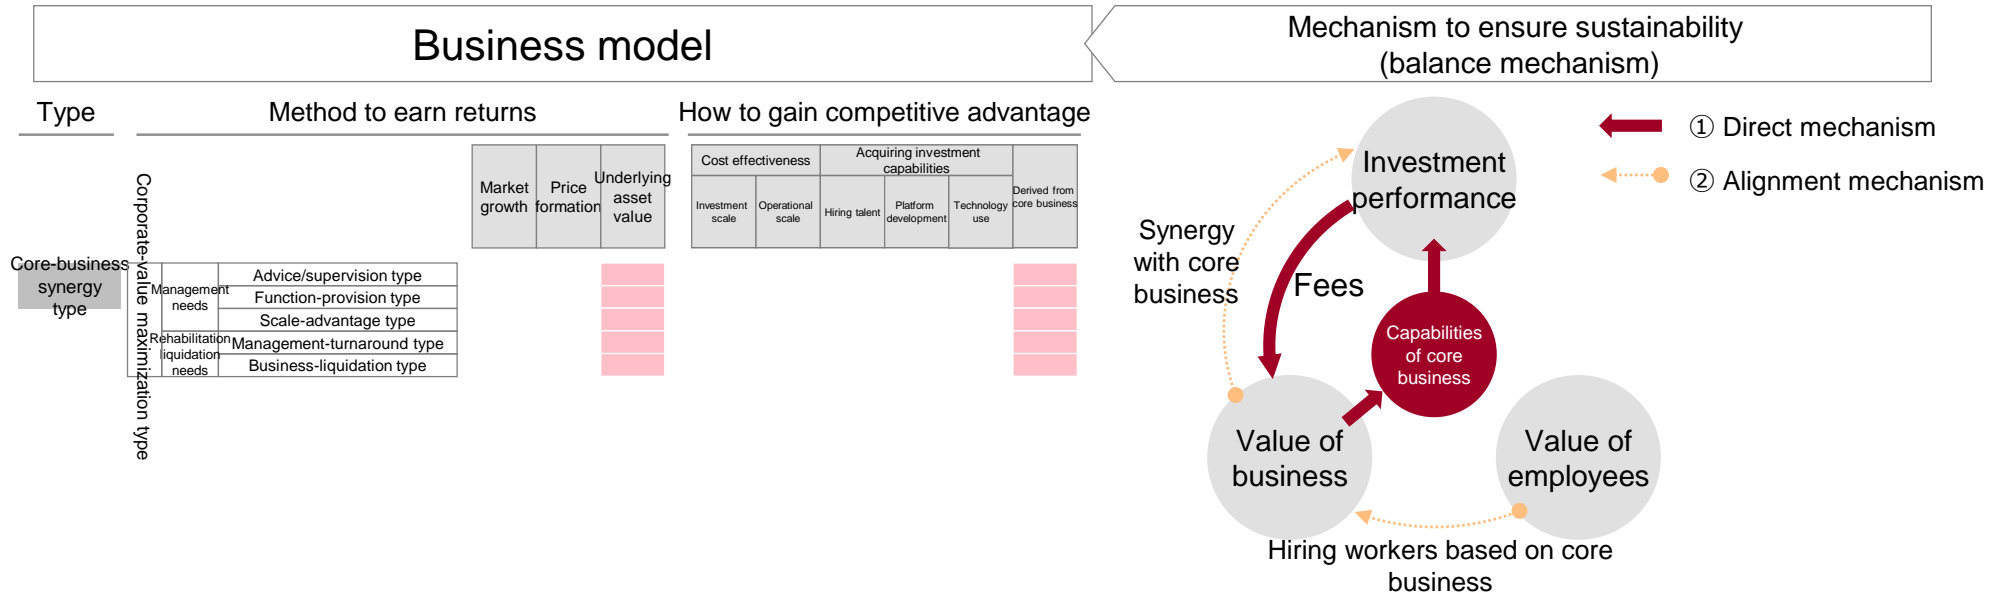 Business model
Mechanism to ensure sustainability
(balance mechanism)
Type
Method to earn returns
How to gain competitive advantage
Market
growth
Price
formation
Underlying
asset
value
Cost effectiveness
Acquiring investment
capabilities
Investment
scale
Operational
scale
Hiring talent
Platform
development
Technology
use
Derived from
core business
Core-business
synergy
type
Corporate-value maximization type
Management
needs
Advice/supervision type
Function-provision type
Scale-advantage type
Rehabilitation
liquidation
needs
Management-turnaround type
Business-liquidation type
① Direct mechanism
② Alignment mechanism
Investment
performance
Synergy
with core
business
Fees
Capabilities
of core
business
Value of
business
Value of
employees
Hiring workers based on core
business